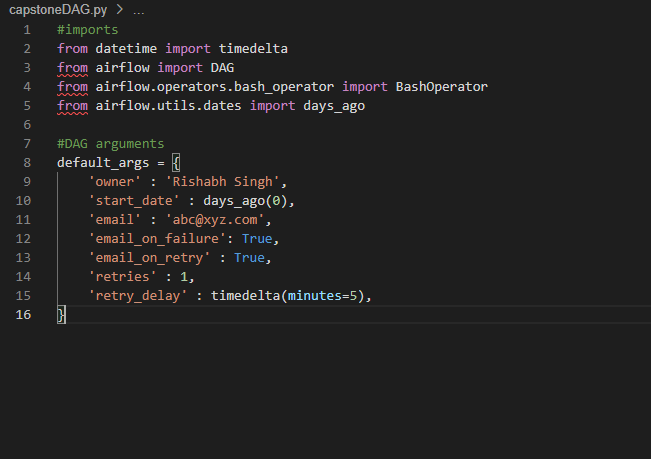 capstoneDAG.py > ...
1 #imports
2 from datetime import timedelta
3 from airflow import DAG
4 from airflow.operators.bash_operator import BashOperator
5 from airflow.utils.dates import days_ago
6
7 #DAG arguments
8 default_args = {
9     'owner' : 'Rishabh Singh',
10     'start_date' : days_ago(0),
11     'email' : 'abc@xyz.com',
12     'email_on_failure': True,
13     'email_on_retry' : True,
14     'retries' : 1,
15     'retry_delay' : timedelta(minutes=5),
16 }